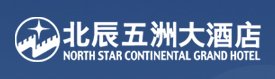 北辰五洲大酒店
NORTH STAR CONTINENTAL GRAND HOTEL